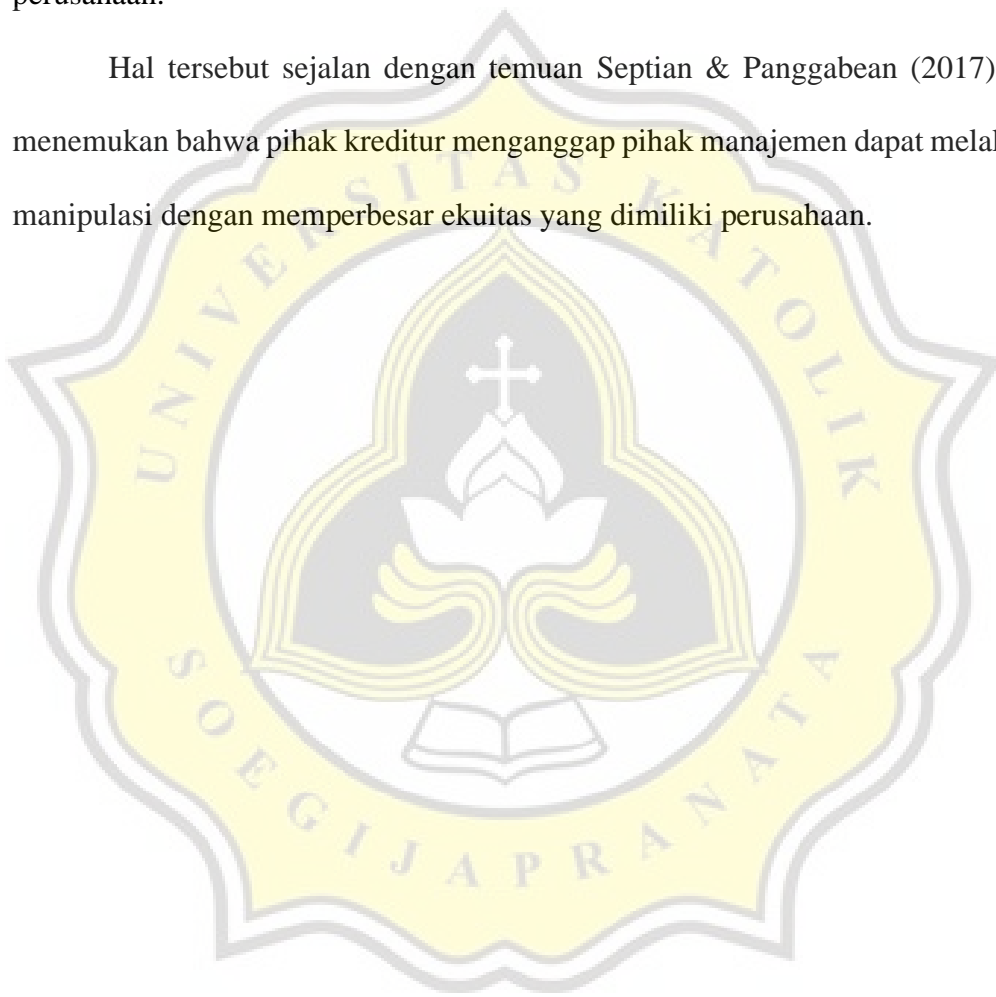 perusahaan.
Hal tersebut sejalan dengan temuan Septian & Panggabean (2017)
menemukan bahwa pihak kreditur menganggap pihak manajemen dapat
manipulasi dengan memperbesar ekuitas yang dimiliki perusahaan.
UNIVERSITAS KATOLIK
SOEGIJAPRANATA